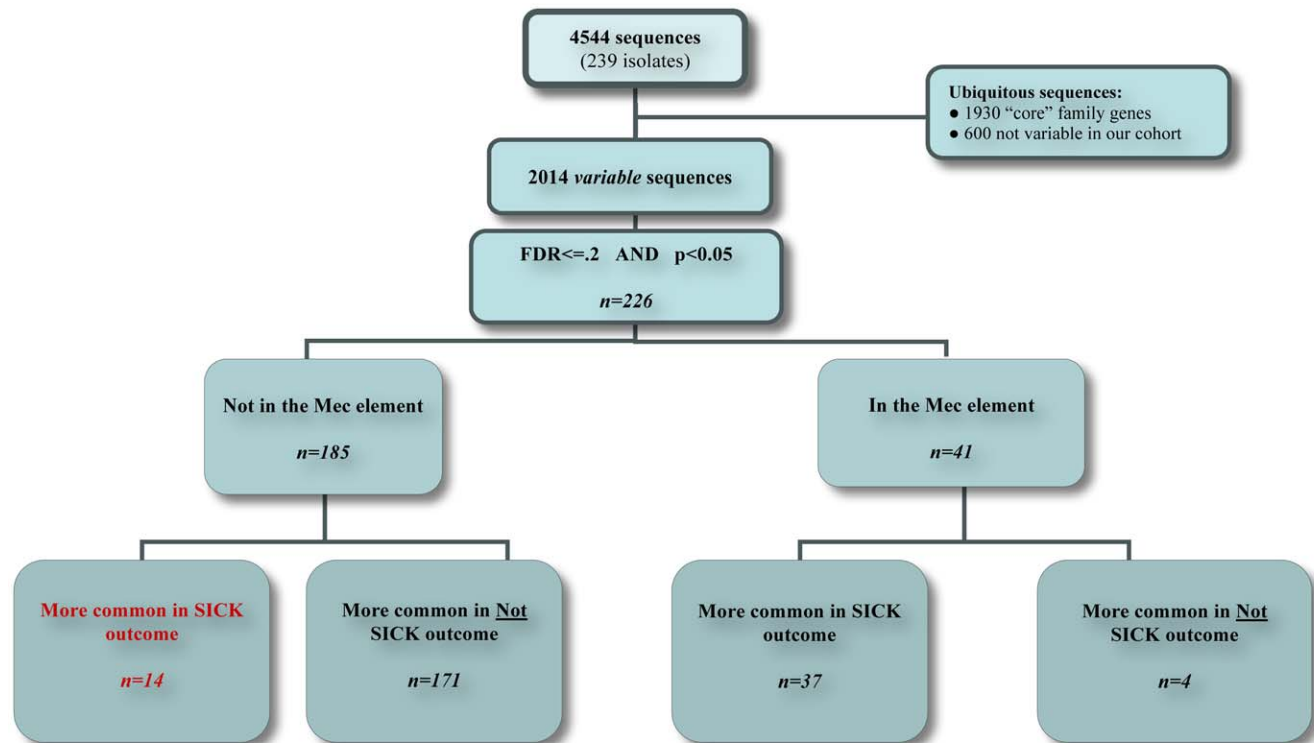 4544 sequences
(239 isolates)
Ubiquitous sequences:
● 1930 “core” family genes
● 600 not variable in our cohort
2014 variable sequences
FDR<=.2 AND p<0.05
n=226
Not in the Mec element
n=185
In the Mec element
n=41
More common in SICK
outcome
n=14
More common in Not
SICK outcome
n=171
More common in SICK
outcome
n=37
More common in Not
SICK outcome
n=4